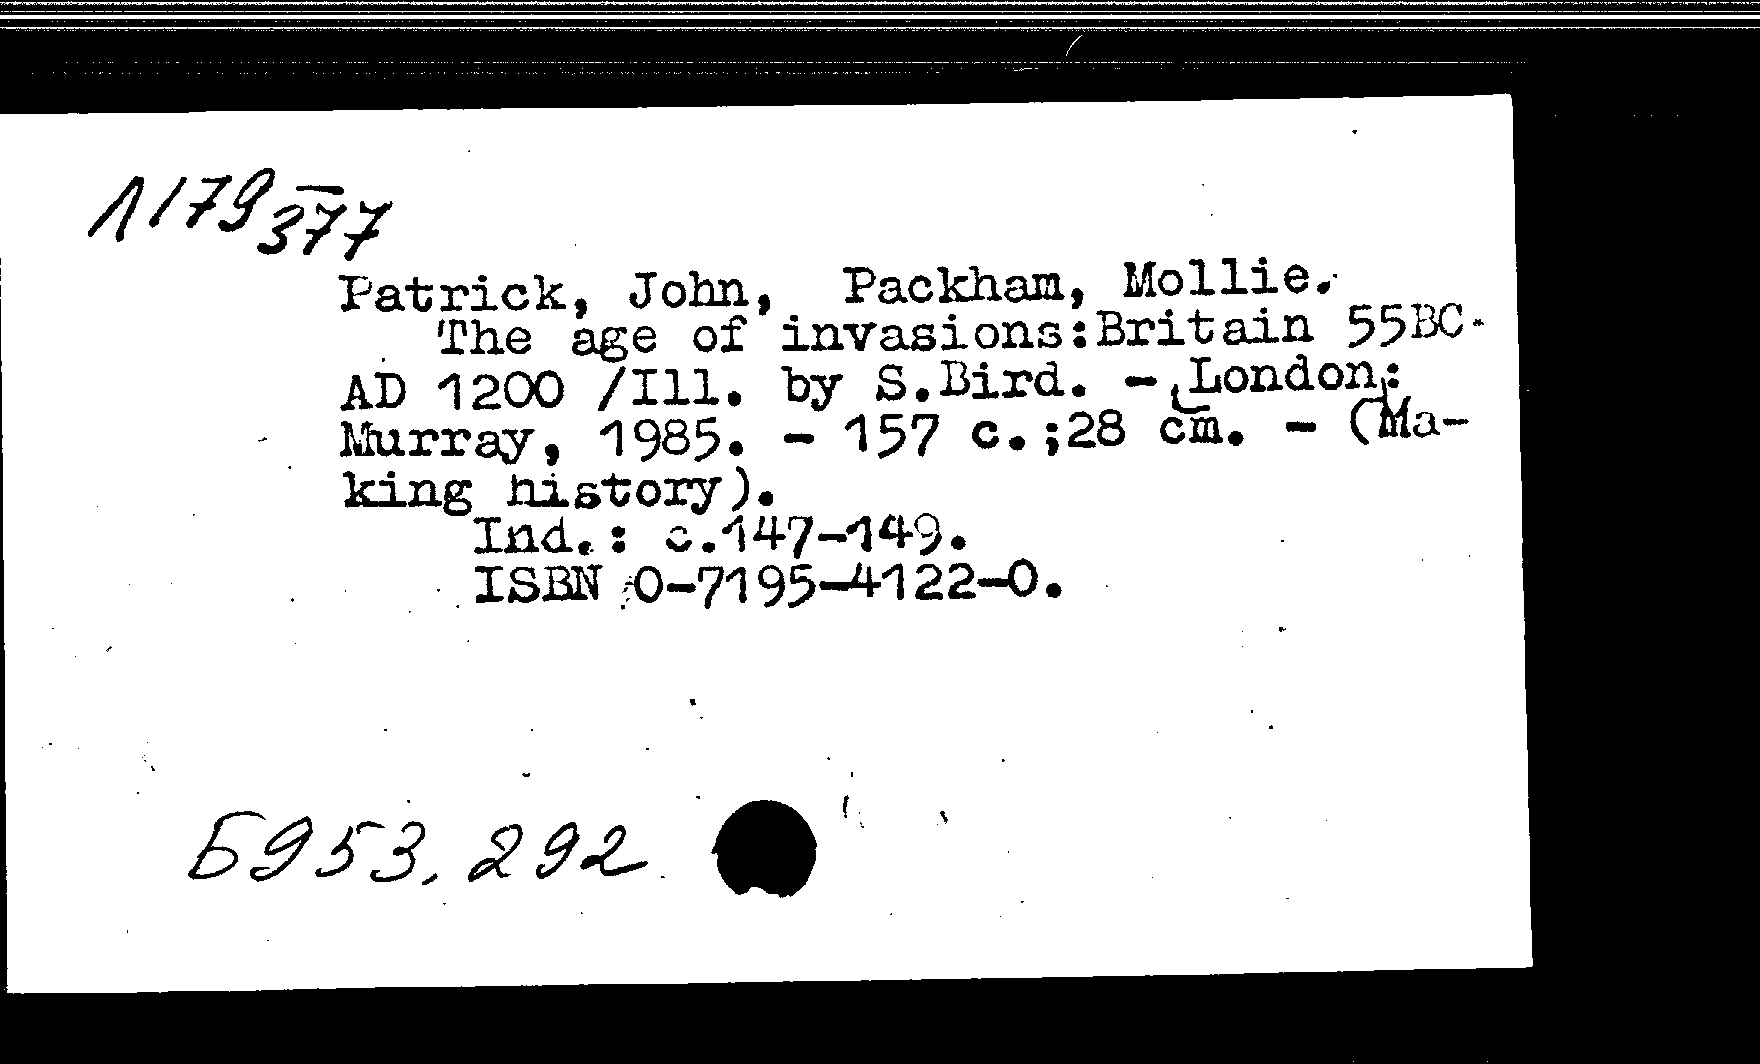 Л179377
Patrick, John, Packham, Mollie.
The age of invasions:Britain 55BC-
AD 1200 /Ill. by S.Bird. - London:
Murray, 1985. - 157 c.;28 cm. - (Ma-
king history).
Ind.: c.147-149.
ISBN 0-7195-4122-0.
Б953.292